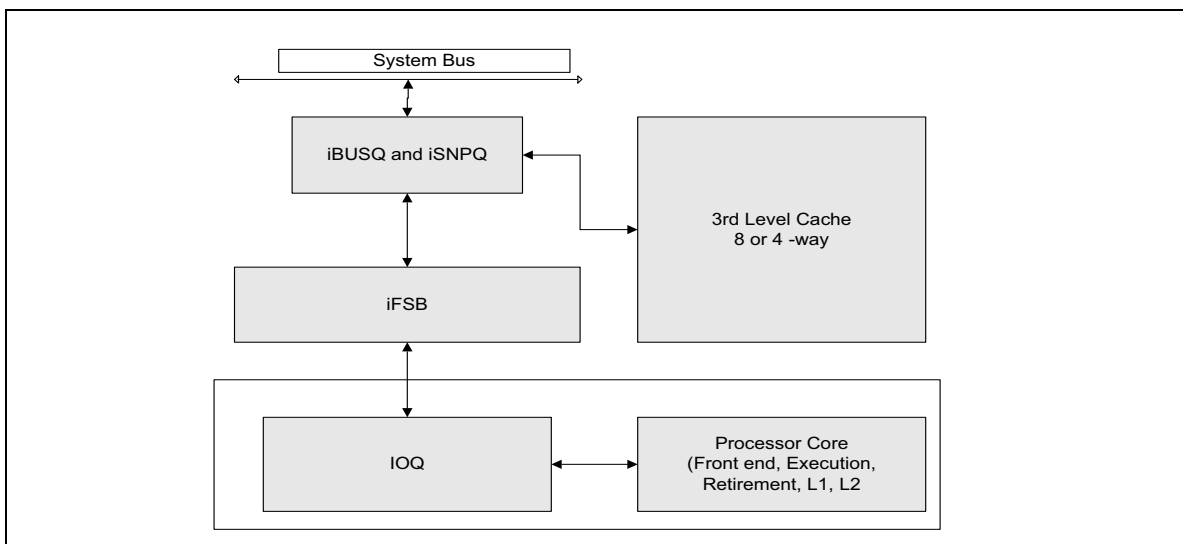 System Bus
iBUSQ and iSNPQ
3rd Level Cache
8 or 4 -way
iFSB
IOQ
Processor Core
(Front end, Execution,
Retirement, L1, L2